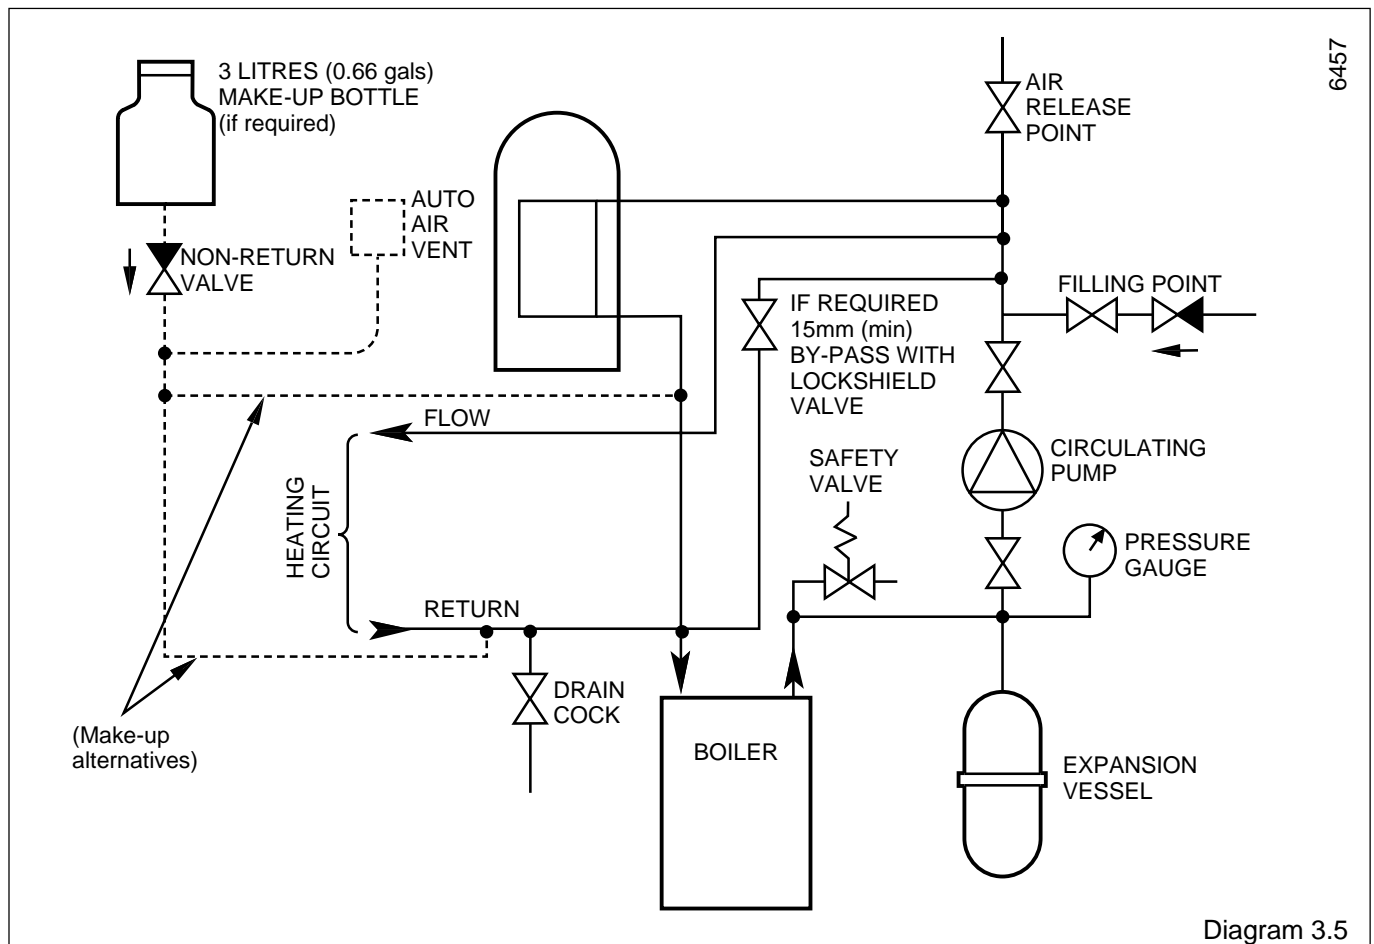 6457
3 LITRES (0.66 gals)
MAKE-UP BOTTLE
(if required)
AIR
RELEASE
POINT
AUTO
AIR
VENT
NON-RETURN
VALVE
FILLING POINT
IF REQUIRED
15mm (min)
BY-PASS WITH
LOCKSHIELD
VALVE
FLOW
SAFETY
VALVE
CIRCULATING
PUMP
HEATING
CIRCUIT
PRESSURE
GAUGE
RETURN
DRAIN
COCK
(Make-up
alternatives)
BOILER
EXPANSION
VESSEL
Diagram 3.5